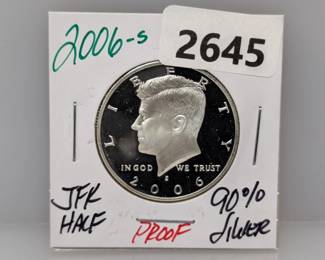 2006-S
2645
LIBERTY
IN GOD WE TRUST
S
2006
JFK
HALF
PROOF
90%
SILVER